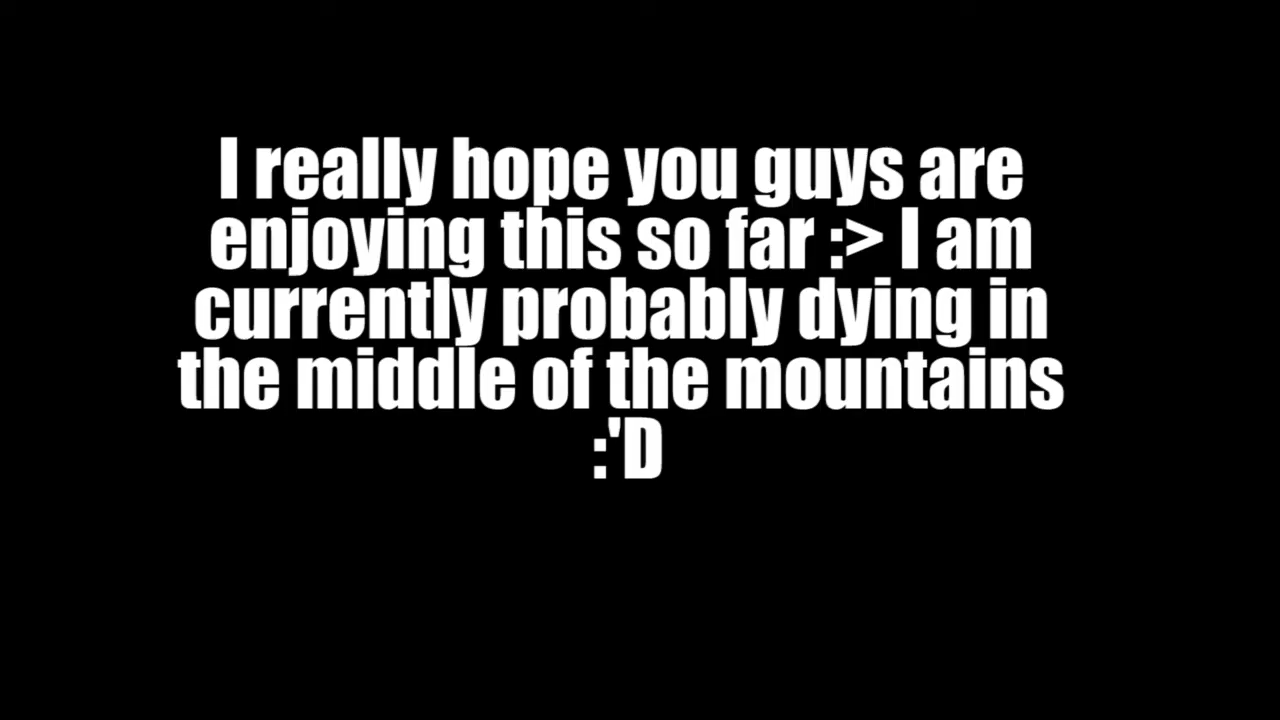 I really hope you guys are
enjoying this so far :> I am
currently probably dying in
the middle of the mountains
:'D